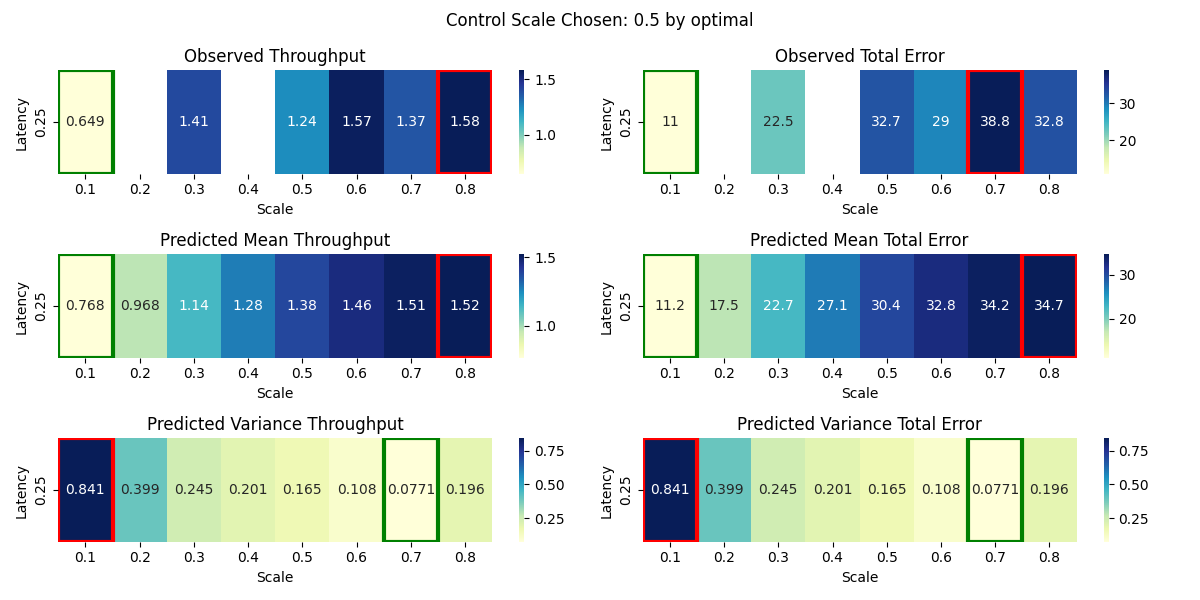 Control Scale Chosen: 0.5 by optimal
Observed Throughput
Latency
0.25
0.649 1.41 1.24 1.57 1.37 1.58
0.1 0.2 0.3 0.4 0.5 0.6 0.7 0.8
Scale
1.5
1.0
Observed Total Error
Latency
0.25
11 22.5 32.7 29 38.8 32.8
0.1 0.2 0.3 0.4 0.5 0.6 0.7 0.8
Scale
30
20
Predicted Mean Throughput
Latency
0.25
0.768 0.968 1.14 1.28 1.38 1.46 1.51 1.52
0.1 0.2 0.3 0.4 0.5 0.6 0.7 0.8
Scale
1.5
1.0
Predicted Mean Total Error
Latency
0.25
11.2 17.5 22.7 27.1 30.4 32.8 34.2 34.7
0.1 0.2 0.3 0.4 0.5 0.6 0.7 0.8
Scale
30
20
Predicted Variance Throughput
Latency
0.25
0.841 0.399 0.245 0.201 0.165 0.108 0.0771 0.196
0.1 0.2 0.3 0.4 0.5 0.6 0.7 0.8
Scale
0.75
0.50
0.25
Predicted Variance Total Error
Latency
0.25
0.841 0.399 0.245 0.201 0.165 0.108 0.0771 0.196
0.1 0.2 0.3 0.4 0.5 0.6 0.7 0.8
Scale
0.75
0.50
0.25